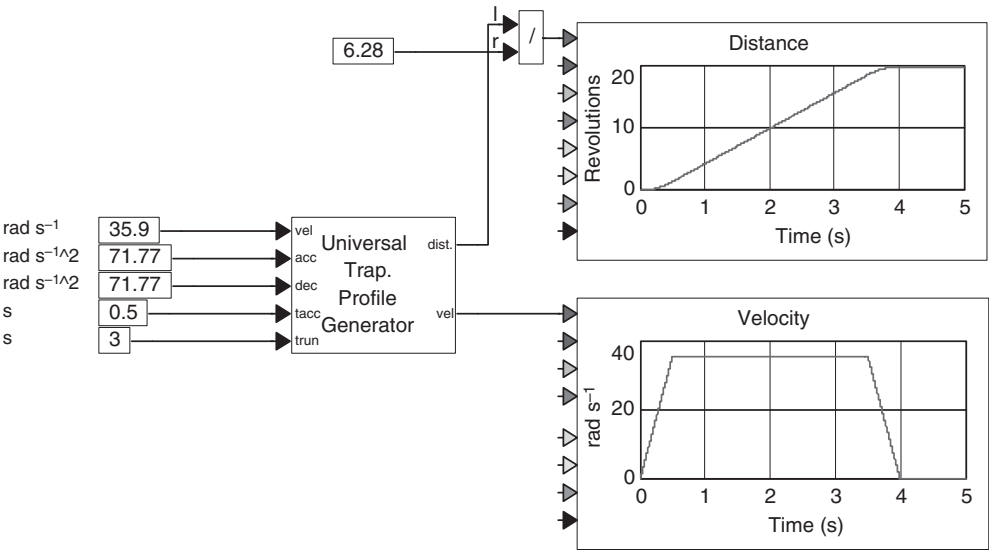 l
r
/
6.28
Distance
Revolutions
20
10
0
0 1 2 3 4 5
Time (s)
rad s⁻¹ 35.9
rad s⁻¹^2 71.77
rad s⁻¹^2 71.77
s 0.5
s 3
vel
acc
dec
tacc
trun
Universal
Trap.
Profile
Generator
dist.
vel
Velocity
rad s⁻¹
40
20
0
0 1 2 3 4 5
Time (s)